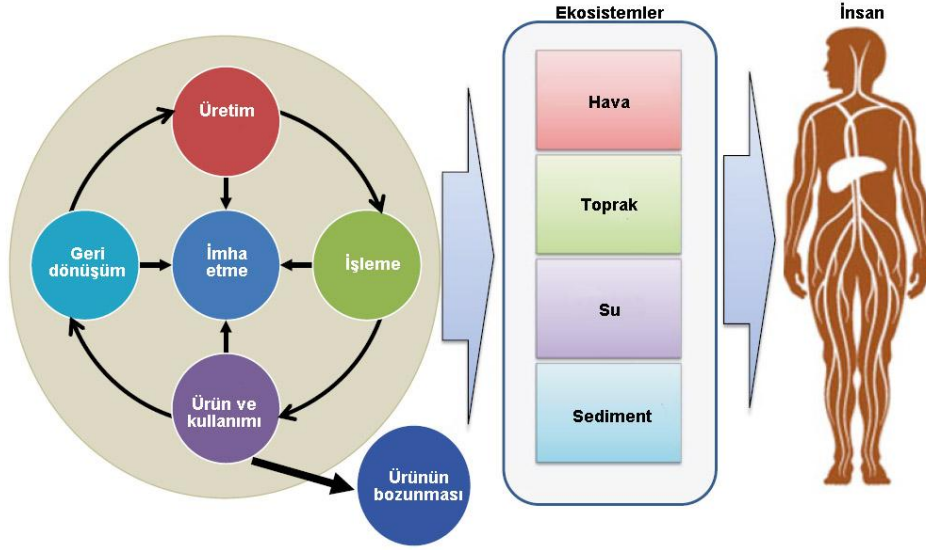 Üretim
Geri
dönüşüm
İmha
etme
İşleme
Ürün ve
kullanımı
Ürünün
bozunması
Ekosistemler
Hava
Toprak
Su
Sediment
İnsan